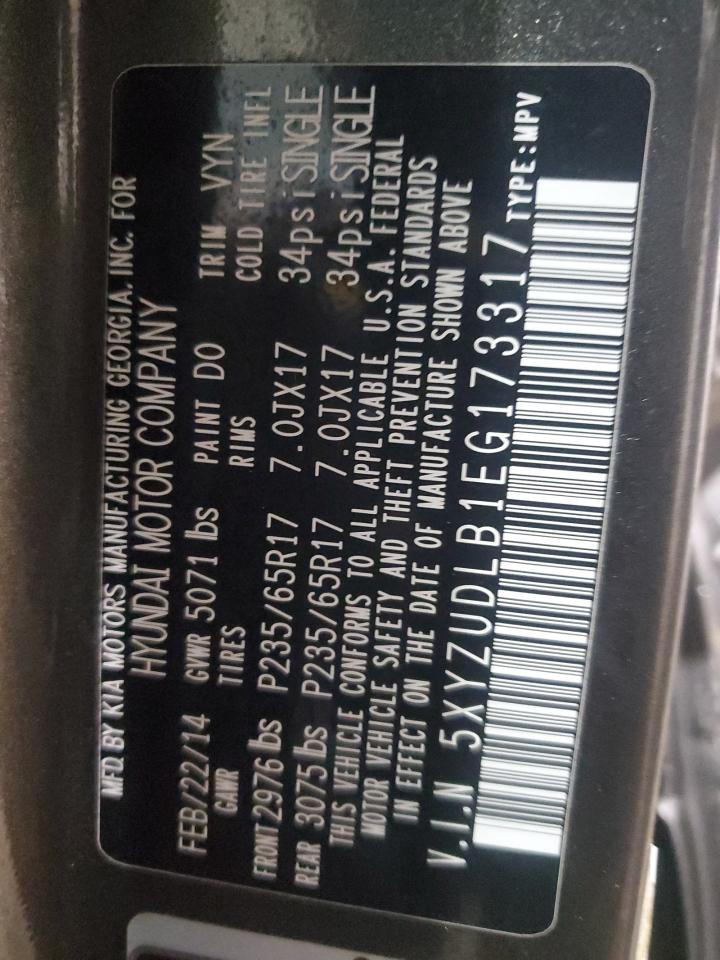 MFD BY KIA MOTORS MANUFACTURING GEORGIA, INC. FOR
HYUNDAI MOTOR COMPANY
FEB/22/14 GVWR 5071 lbs PAINT DO TRIM VYN
GAWR TIRES RIMS COLD TIRE INFL
FRONT 2976 lbs P235/65R17 7.0JX17 34psi SINGLE
REAR 3075 lbs P235/65R17 7.0JX17 34psi SINGLE
THIS VEHICLE CONFORMS TO ALL APPLICABLE U.S.A. FEDERAL
MOTOR VEHICLE SAFETY AND THEFT PREVENTION STANDARDS
IN EFFECT ON THE DATE OF MANUFACTURE SHOWN ABOVE
V.I.N 5XYZUDLB1EG173317 TYPE:MPV